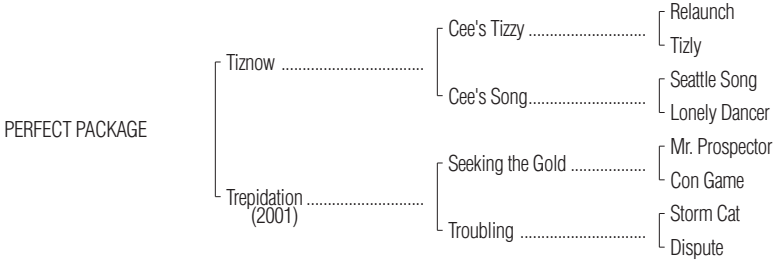 Relaunch
Cee's Tizzy ..............................
Tizly
Tiznow ....................................
Seattle Song
Cee's Song..............................
Lonely Dancer
PERFECT PACKAGE
Mr. Prospector
Seeking the Gold ...................
Con Game
Trepidation ..............................
(2001)
Storm Cat
Troubling ................................
Dispute